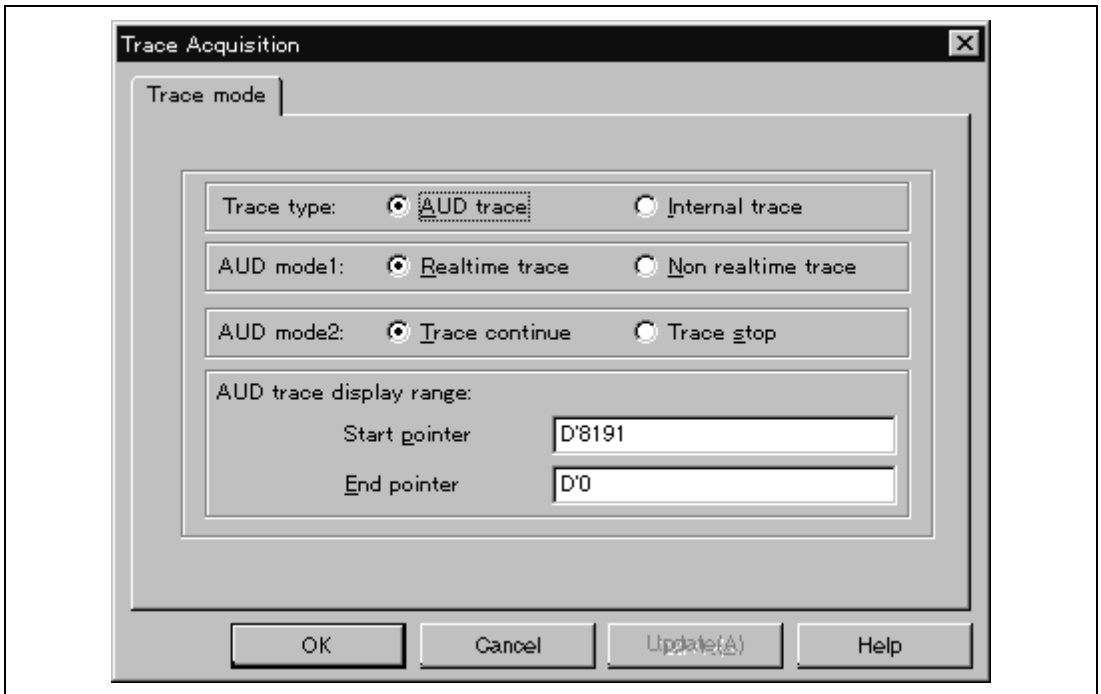 Trace Acquisition
Trace mode
Trace type: AUD trace Internal trace
AUD mode1: Realtime trace Non realtime trace
AUD mode2: Trace continue Trace stop
AUD trace display range:
Start pointer D'8191
End pointer D'0
OK Cancel Update(A) Help